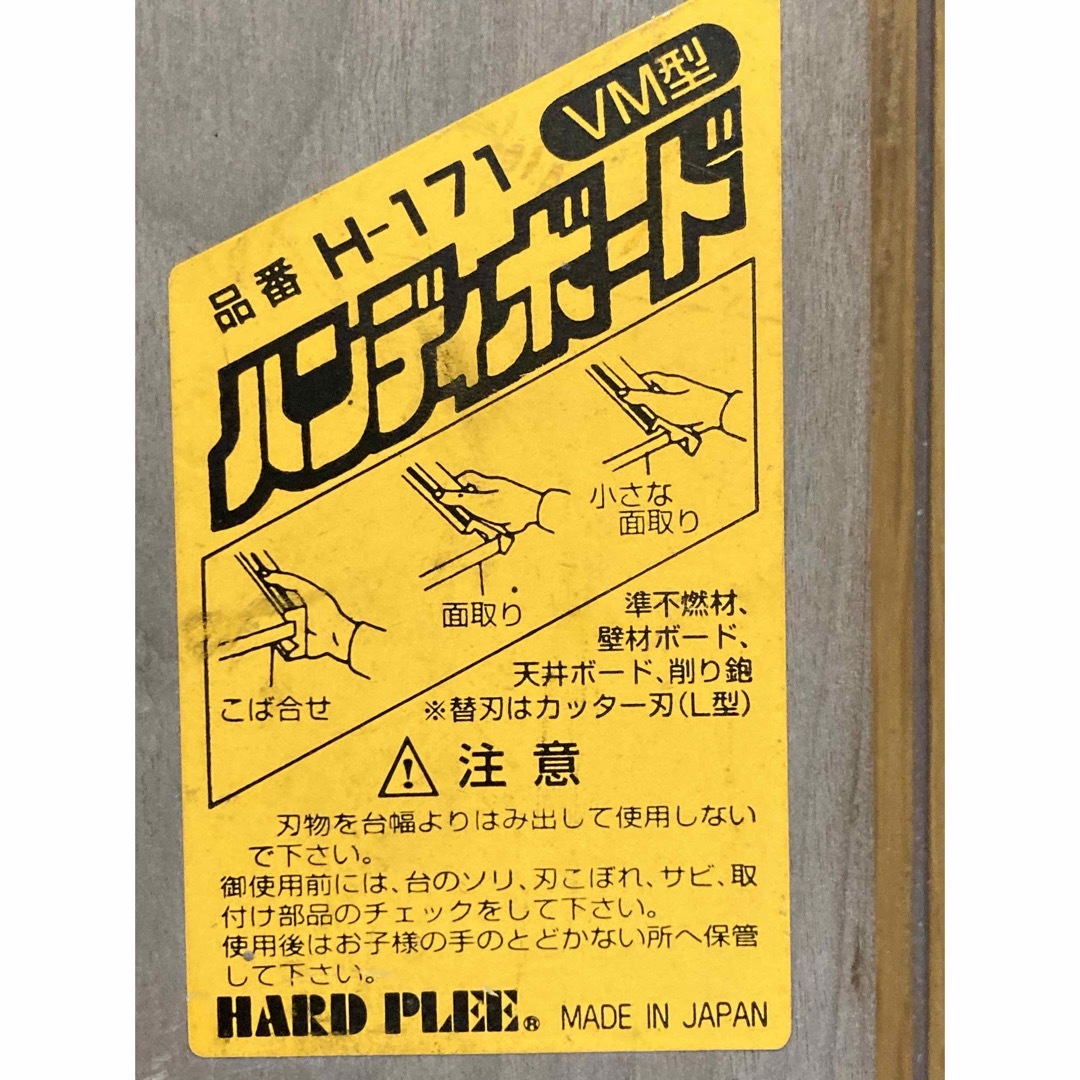 品番 H-171 VM型
ハンディボード
小さな
面取り
面取り
こば合せ
準不燃材、
壁材ボード、
天井ボード、削り鉋
※替刃はカッター刃(L型)
注意
刃物を台幅よりはみ出して使用しない
で下さい。
御使用前には、台のソリ、刃こぼれ、サビ、取
付け部品のチェックをして下さい。
使用後はお子様の手のとどかない所へ保管
して下さい。
HARD PLEE® MADE IN JAPAN